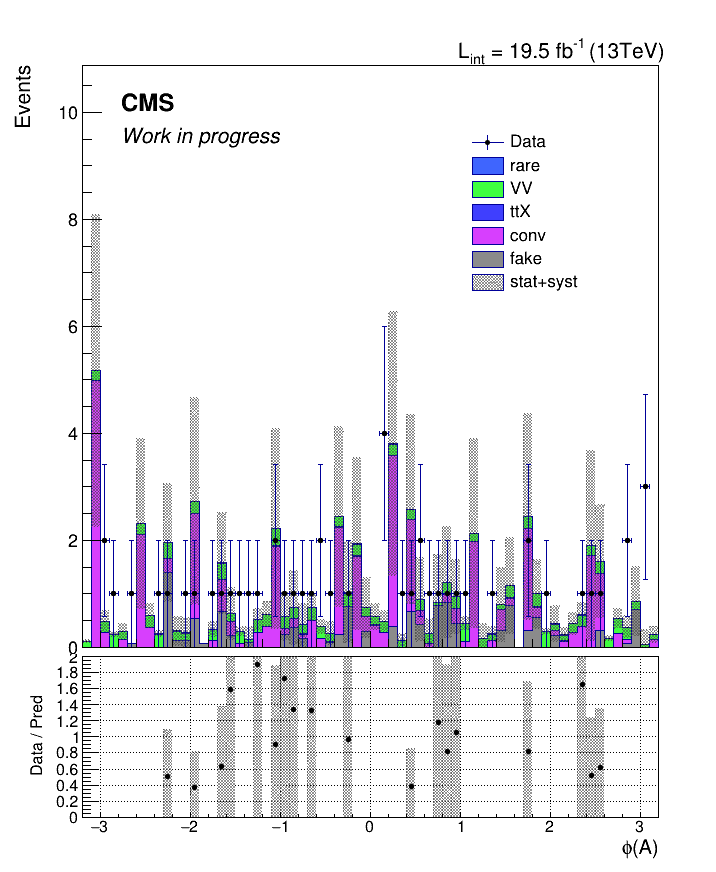 L_int = 19.5 fb^-1 (13TeV)
Events
CMS
Work in progress
Data
rare
VV
ttX
conv
fake
stat+syst
10
8
6
4
2
0
Data / Pred
2
1.8
1.6
1.4
1.2
1
0.8
0.6
0.4
0.2
0
−3 −2 −1 0 1 2 3
ϕ(A)